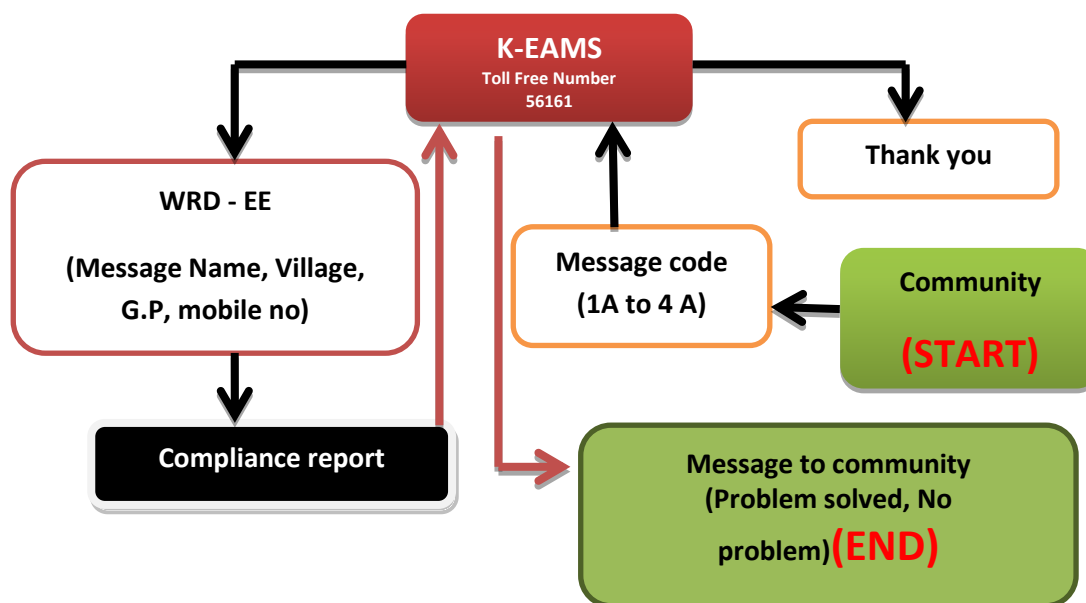 K-EAMS
Toll Free Number
56161
Thank you
WRD - EE
(Message Name, Village,
G.P, mobile no)
Message code
(1A to 4 A)
Community
(START)
Compliance report
Message to community
(Problem solved, No
problem)(END)